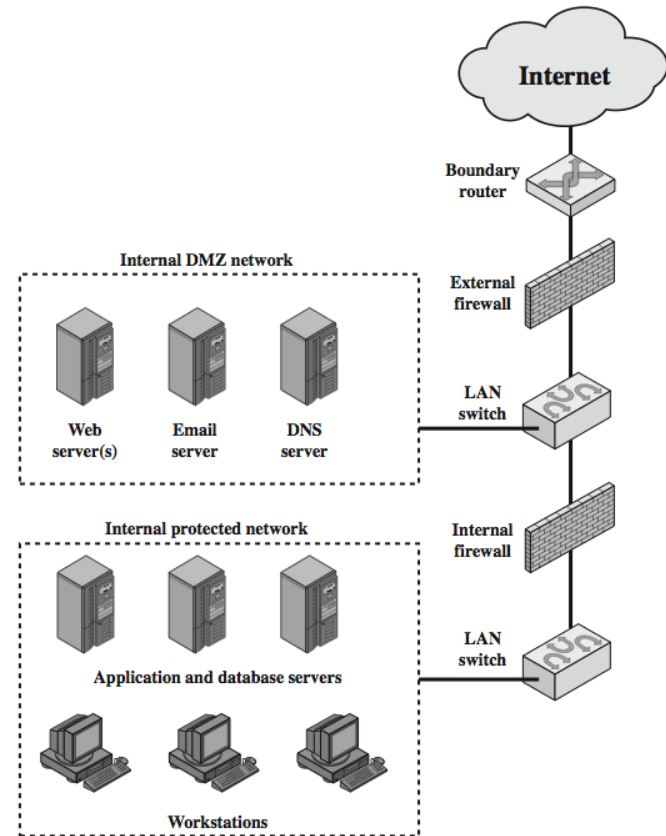 Internet
Boundary
router
Internal DMZ network
External
firewall
Web
server(s)
Email
server
DNS
server
LAN
switch
Internal protected network
Internal
firewall
Application and database servers
LAN
switch
Workstations